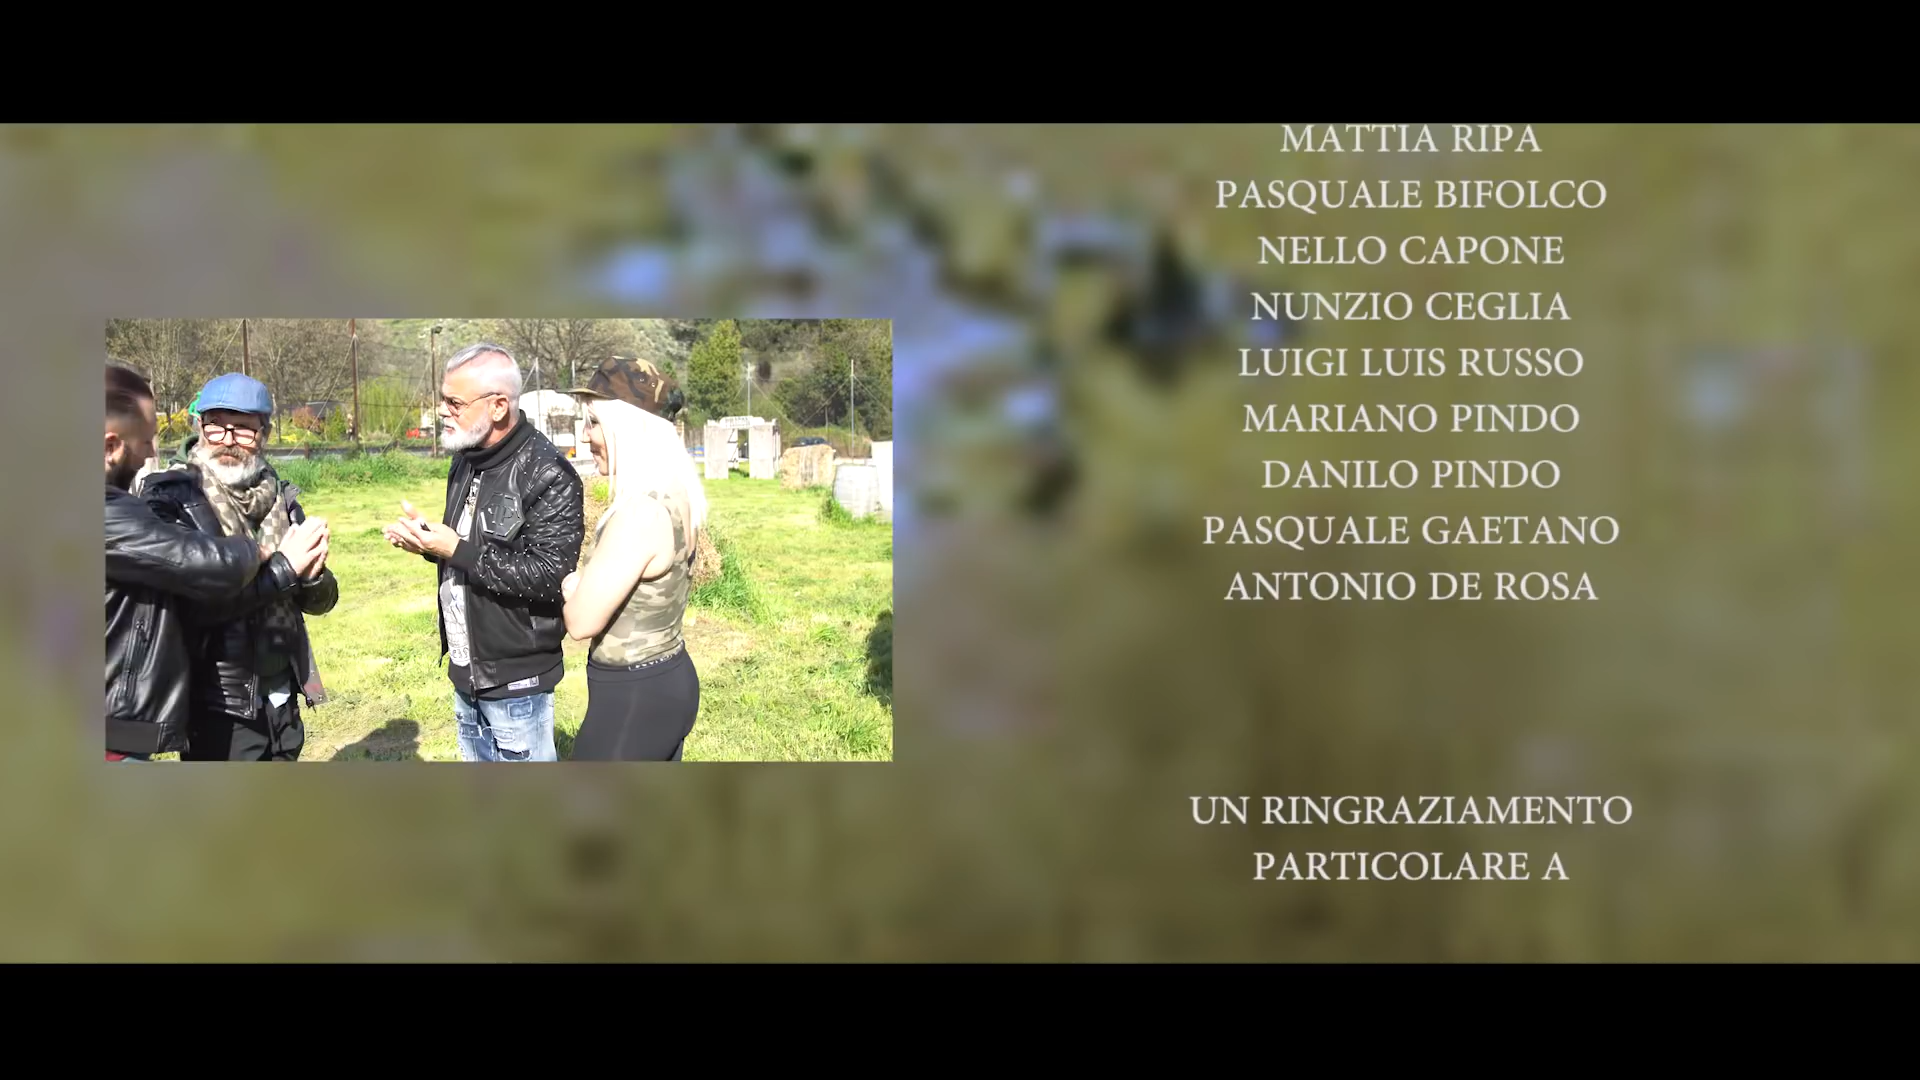 MATTIA RIPA
PASQUALE BIFOLCO
NELLO CAPONE
NUNZIO CEGLIA
LUIGI LUIS RUSSO
MARIANO PINDO
DANILO PINDO
PASQUALE GAETANO
ANTONIO DE ROSA
UN RINGRAZIAMENTO
PARTICOLARE A